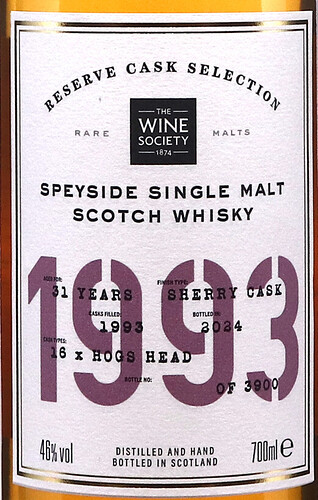 RESERVE CASK SELECTION
RARE
THE
WINE
SOCIETY
1874
MALTS
SPEYSIDE SINGLE MALT
SCOTCH WHISKY
1993
AGED FOR:
31 YEARS
FINISH TYPE:
SHERRY CASK
CASKS FILLED:
1993
BOTTLED IN:
2024
CASK TYPES:
16 x HOGS HEAD
BOTTLE NO:
OF 3900
46%vol
DISTILLED AND HAND
BOTTLED IN SCOTLAND
700ml e